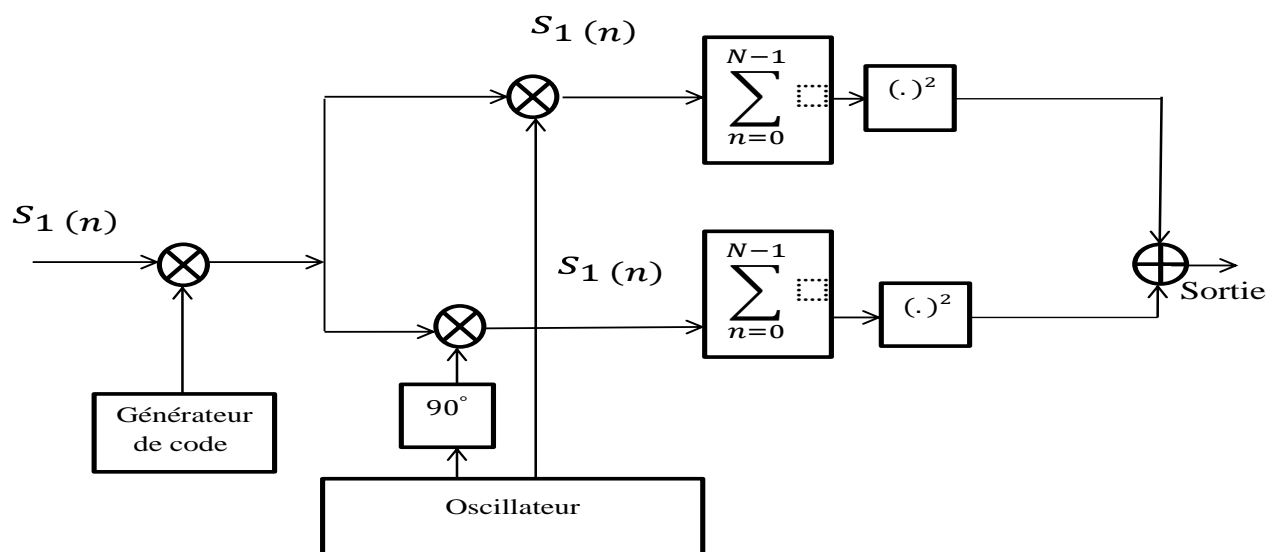 S₁ (n)
N−1
∑
n=0
(.)²
S₁ (n)
S₁ (n)
N−1
∑
n=0
(.)²
Sortie
90°
Générateur
de code
Oscillateur